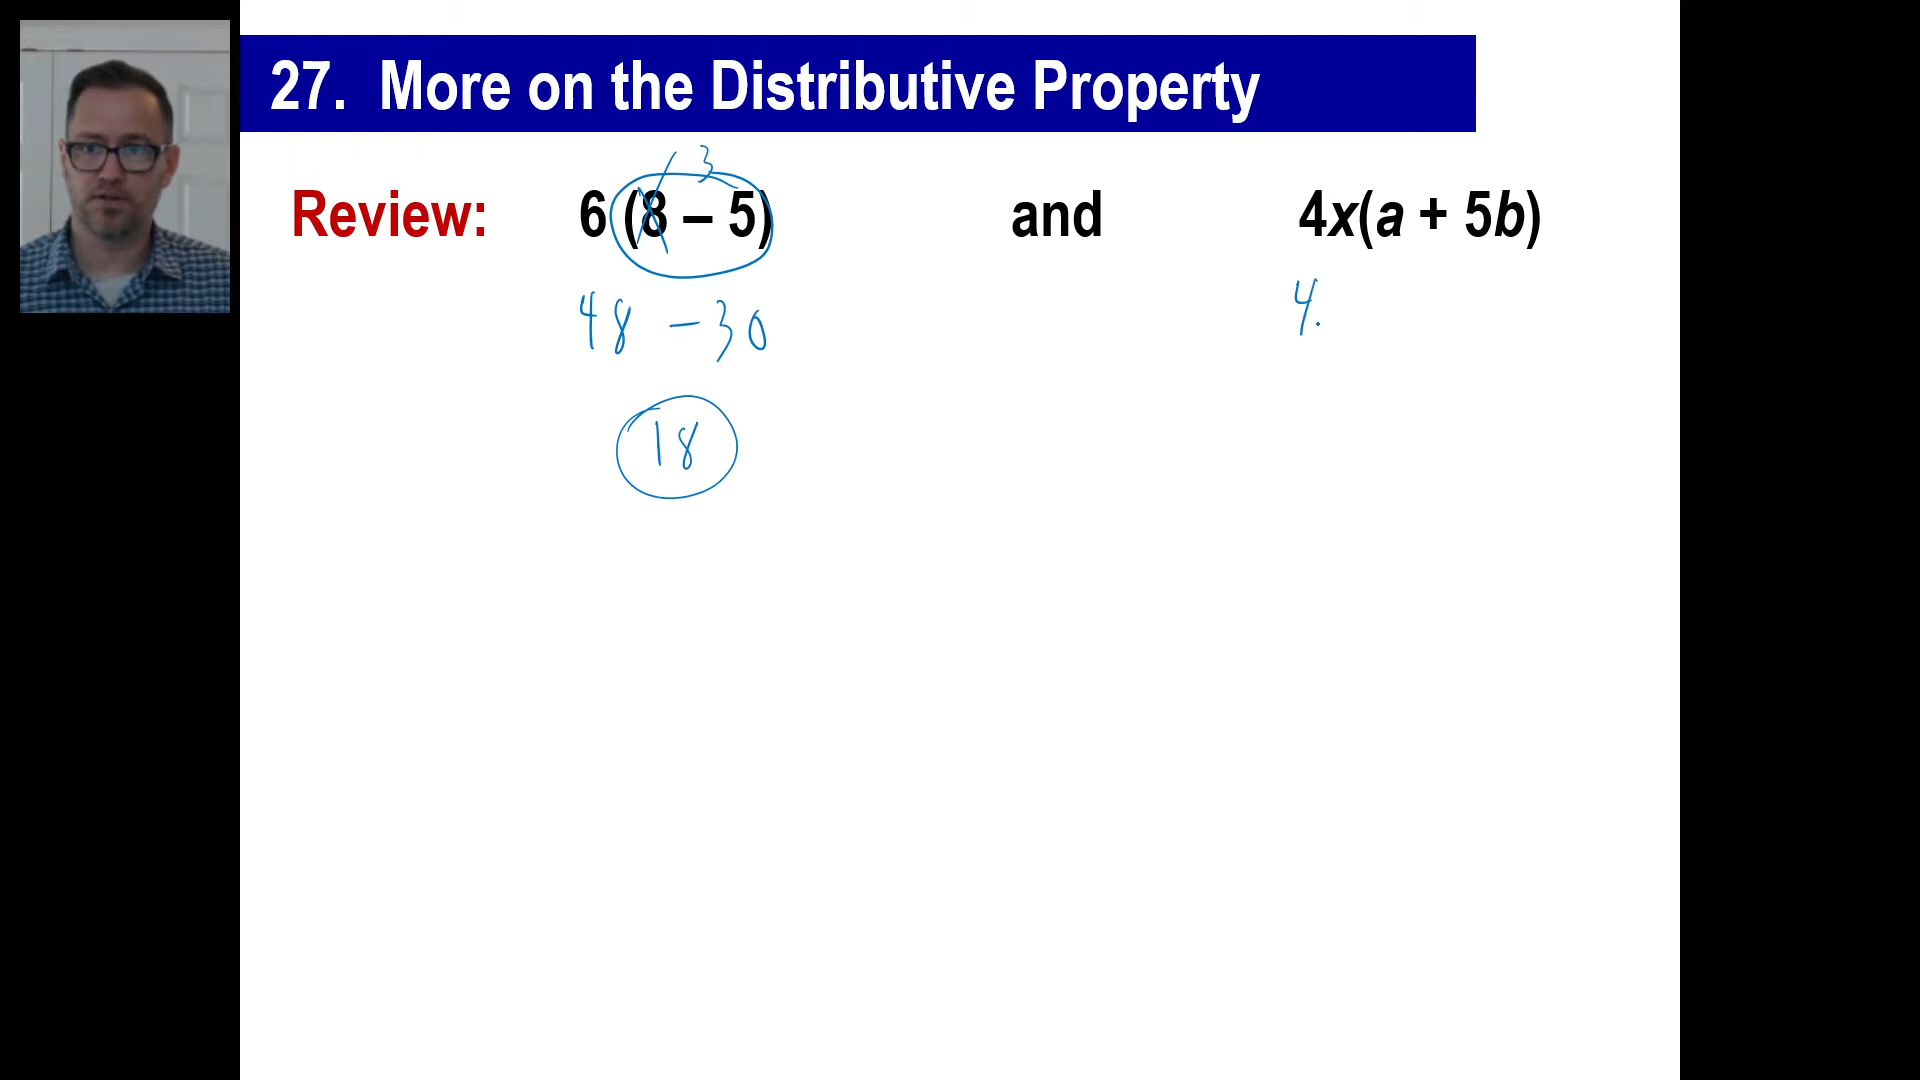 27. More on the Distributive Property
3
Review: 6 (8 – 5) and 4x(a + 5b)
48 – 30 4.
18